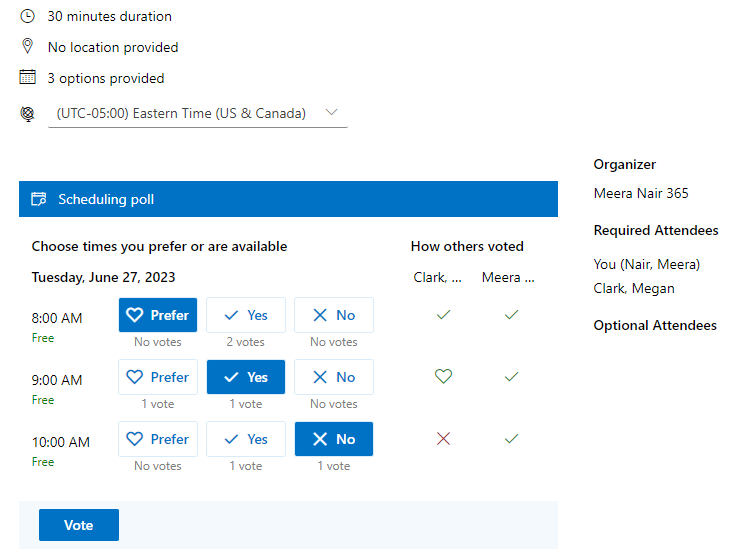 30 minutes duration
No location provided
3 options provided
(UTC-05:00) Eastern Time (US & Canada)
Scheduling poll
Choose times you prefer or are available
How others voted
Tuesday, June 27, 2023
Clark, ...
Meera ...
8:00 AM
Free
Prefer
No votes
Yes
2 votes
No
No votes
9:00 AM
Free
Prefer
1 vote
Yes
1 vote
No
No votes
10:00 AM
Free
Prefer
No votes
Yes
1 vote
No
1 vote
Vote
Organizer
Meera Nair 365
Required Attendees
You (Nair, Meera)
Clark, Megan
Optional Attendees